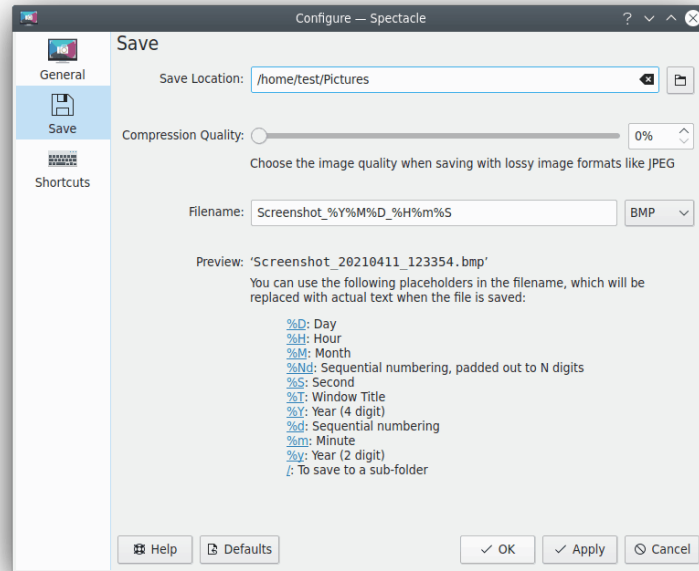 Configure — Spectacle
General
Save
Shortcuts
Save
Save Location: /home/test/Pictures
Compression Quality: 0%
Choose the image quality when saving with lossy image formats like JPEG
Filename: Screenshot_%Y%M%D_%H%m%S BMP
Preview: 'Screenshot_20210411_123354.bmp'
You can use the following placeholders in the filename, which will
replaced with actual text when the file is saved:
%D: Day
%H: Hour
%M: Month
%Nd: Sequential numbering, padded out to N digits
%S: Second
%T: Window Title
%Y: Year (4 digit)
%d: Sequential numbering
%m: Minute
%y: Year (2 digit)
/: To save to a sub-folder
Help Defaults OK Apply Cancel